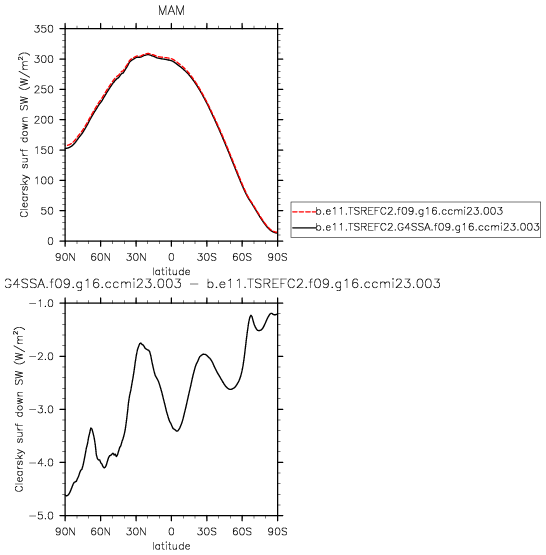 MAM
350
300
250
200
150
100
50
0
Clearsky surf down SW (W/m²)
90N 60N 30N 0 30S 60S 90S
latitude
b.e11.TSREFC2.f09.g16.ccmi23.003
b.e11.TSREFC2.G4SSA.f09.g16.ccmi23.003
G4SSA.f09.g16.ccmi23.003 − b.e11.TSREFC2.f09.g16.ccmi23.003
−1.0
−2.0
−3.0
−4.0
−5.0
Clearsky surf down SW (W/m²)
90N 60N 30N 0 30S 60S 90S
latitude